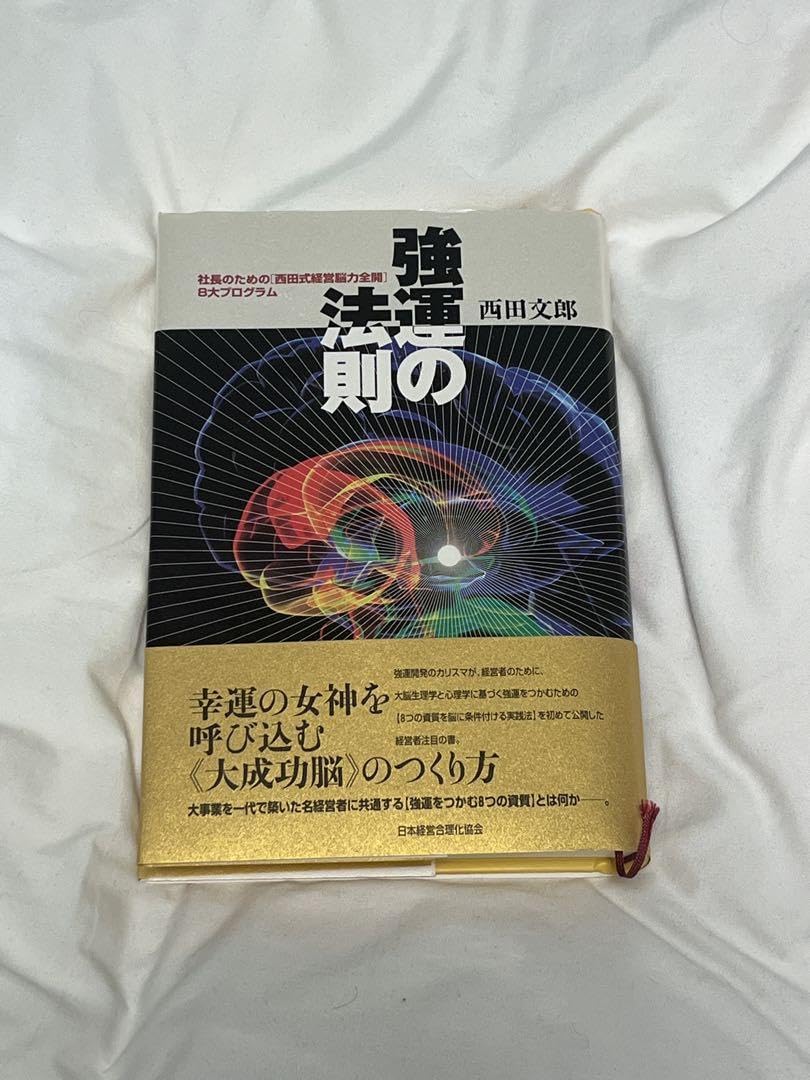 強運の
法則
社長のための[西田式経営脳力全開]
8大プログラム
西田文郎
幸運の女神を
呼び込む
《大成功脳》のつくり方
強運開発のカリスマが、経営者のために、
大脳生理学と心理学に基づく強運をつかむための
【8つの資質を脳に条件付ける実践法】を初めて公開した
経営者注目の書。
大事業を一代で築いた名経営者に共通する【強運をつかむ8つの資質】とは何か――。
日本経営合理化協会